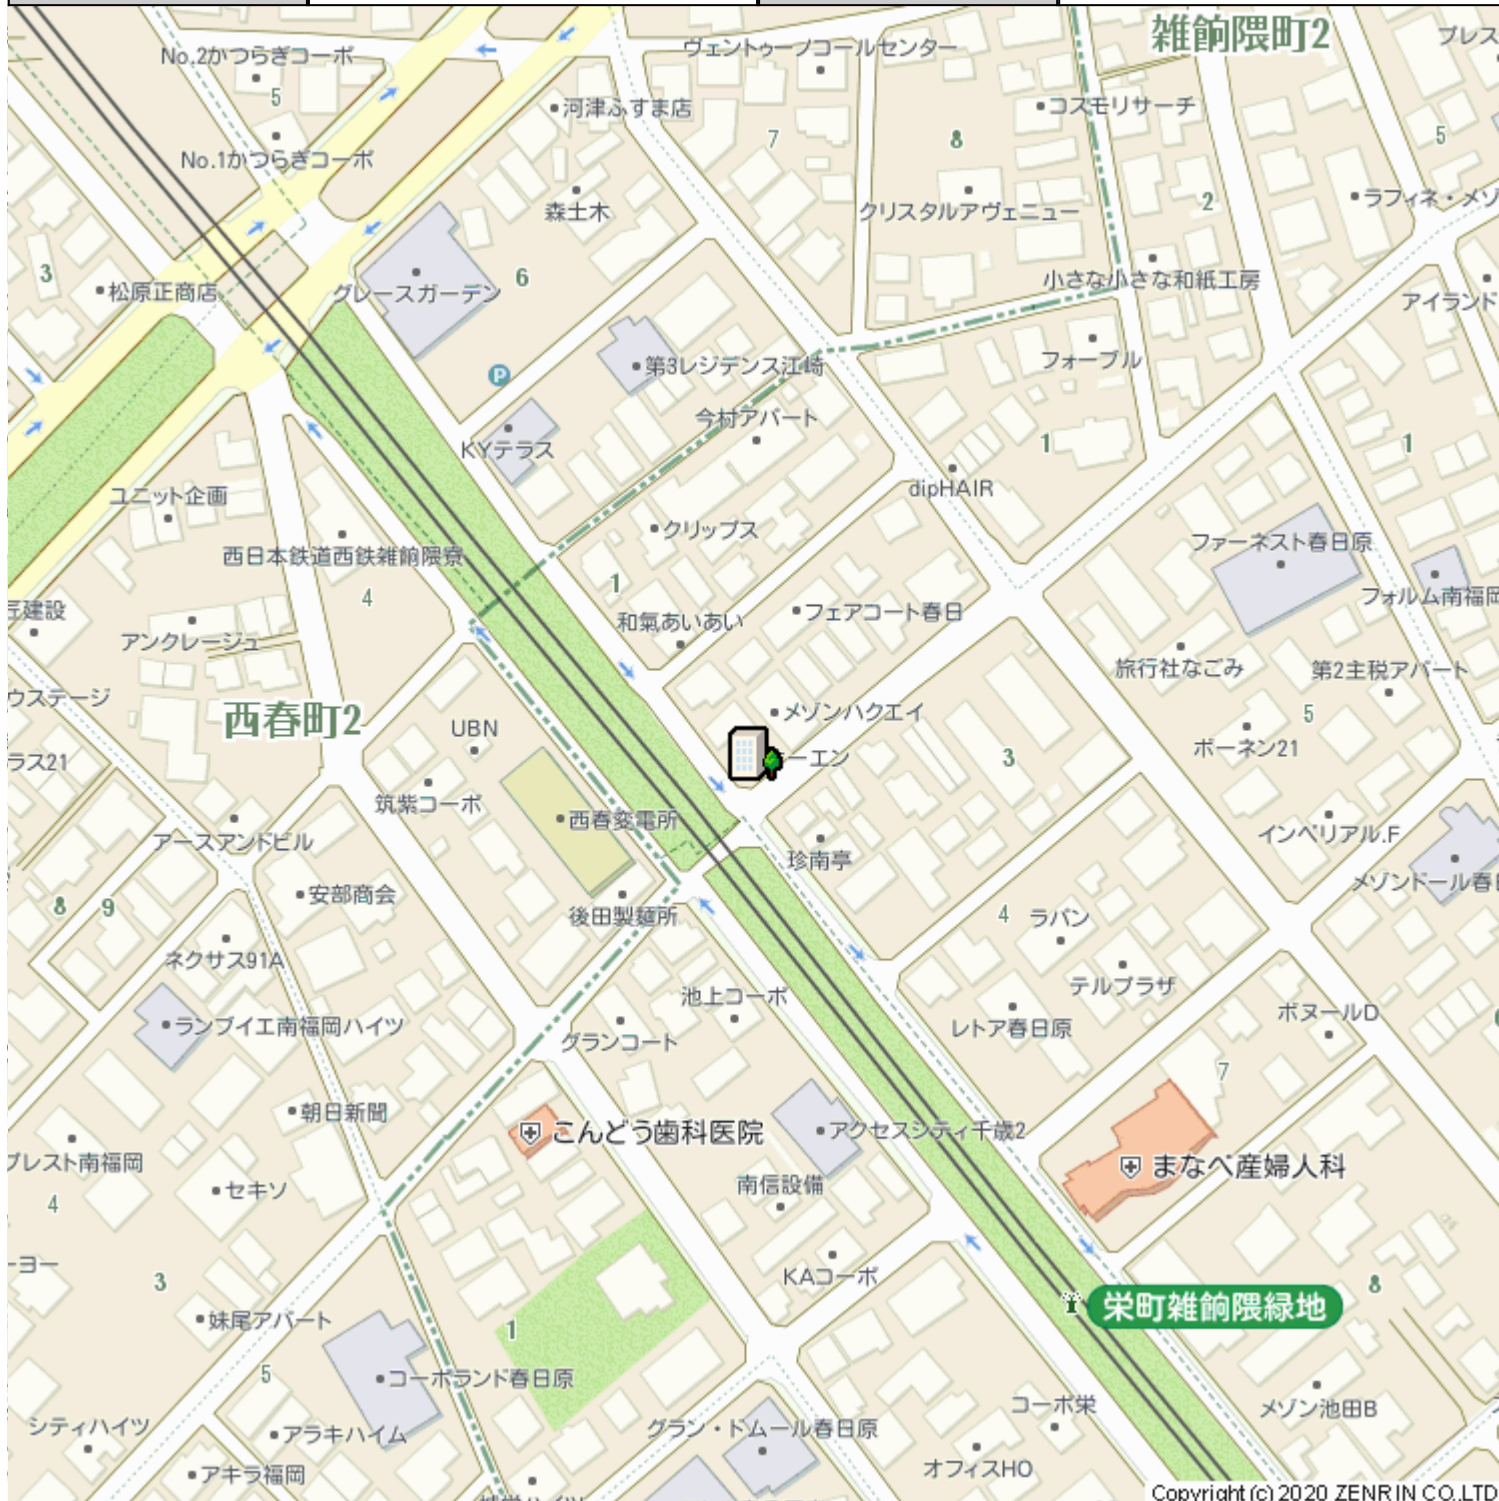 雑餉隈町2
No.2かつらぎコーポ
ヴェントゥーノコールセンター
プレス
5
河津ふすま店
コスモリサーチ
7
8
5
No.1かつらぎコーポ
森土木
クリスタルアヴェニュー
2
ラフィネ・メゾ
3
松原正商店
グレースガーデン
6
小さな小さな和紙工房
アイランド
P
第3レジデンス江崎
フォーブル
今村アパート
KYテラス
1
1
dipHAIR
ユニット企画
クリップス
西日本鉄道西鉄雑餉隈寮
ファーネスト春日原
4
1
フォルム南福岡
匠建設
アンクレージュ
和氣あいあい
フェアコート春日
旅行社なごみ
第2主税アパート
ウステージ
西春町2
UBN
メゾンハクエイ
5
ボーネン21
ラス21
ーエン
3
筑紫コーポ
西春変電所
アースアンドビル
珍南亭
インペリアル.F
メゾンドール春日
8
9
安部商会
後田製麺所
4
ラパン
ネクサス91A
池上コーポ
テルプラザ
ランブイエ南福岡ハイツ
グランコート
レトア春日原
ボヌールD
6
7
朝日新聞
こんどう歯科医院
アクセスシティ千歳2
プレスト南福岡
まなべ産婦人科
4
セキソ
南信設備
ーヨー
3
KAコーポ
8
栄町雑餉隈緑地
妹尾アパート
1
5
コーポランド春日原
シティハイツ
アラキハイム
グラン・ドムール春日原
コーポ栄
メゾン池田B
アキラ福岡
オフィスHO
Copyright (c) 2020 ZENRIN CO.,LTD